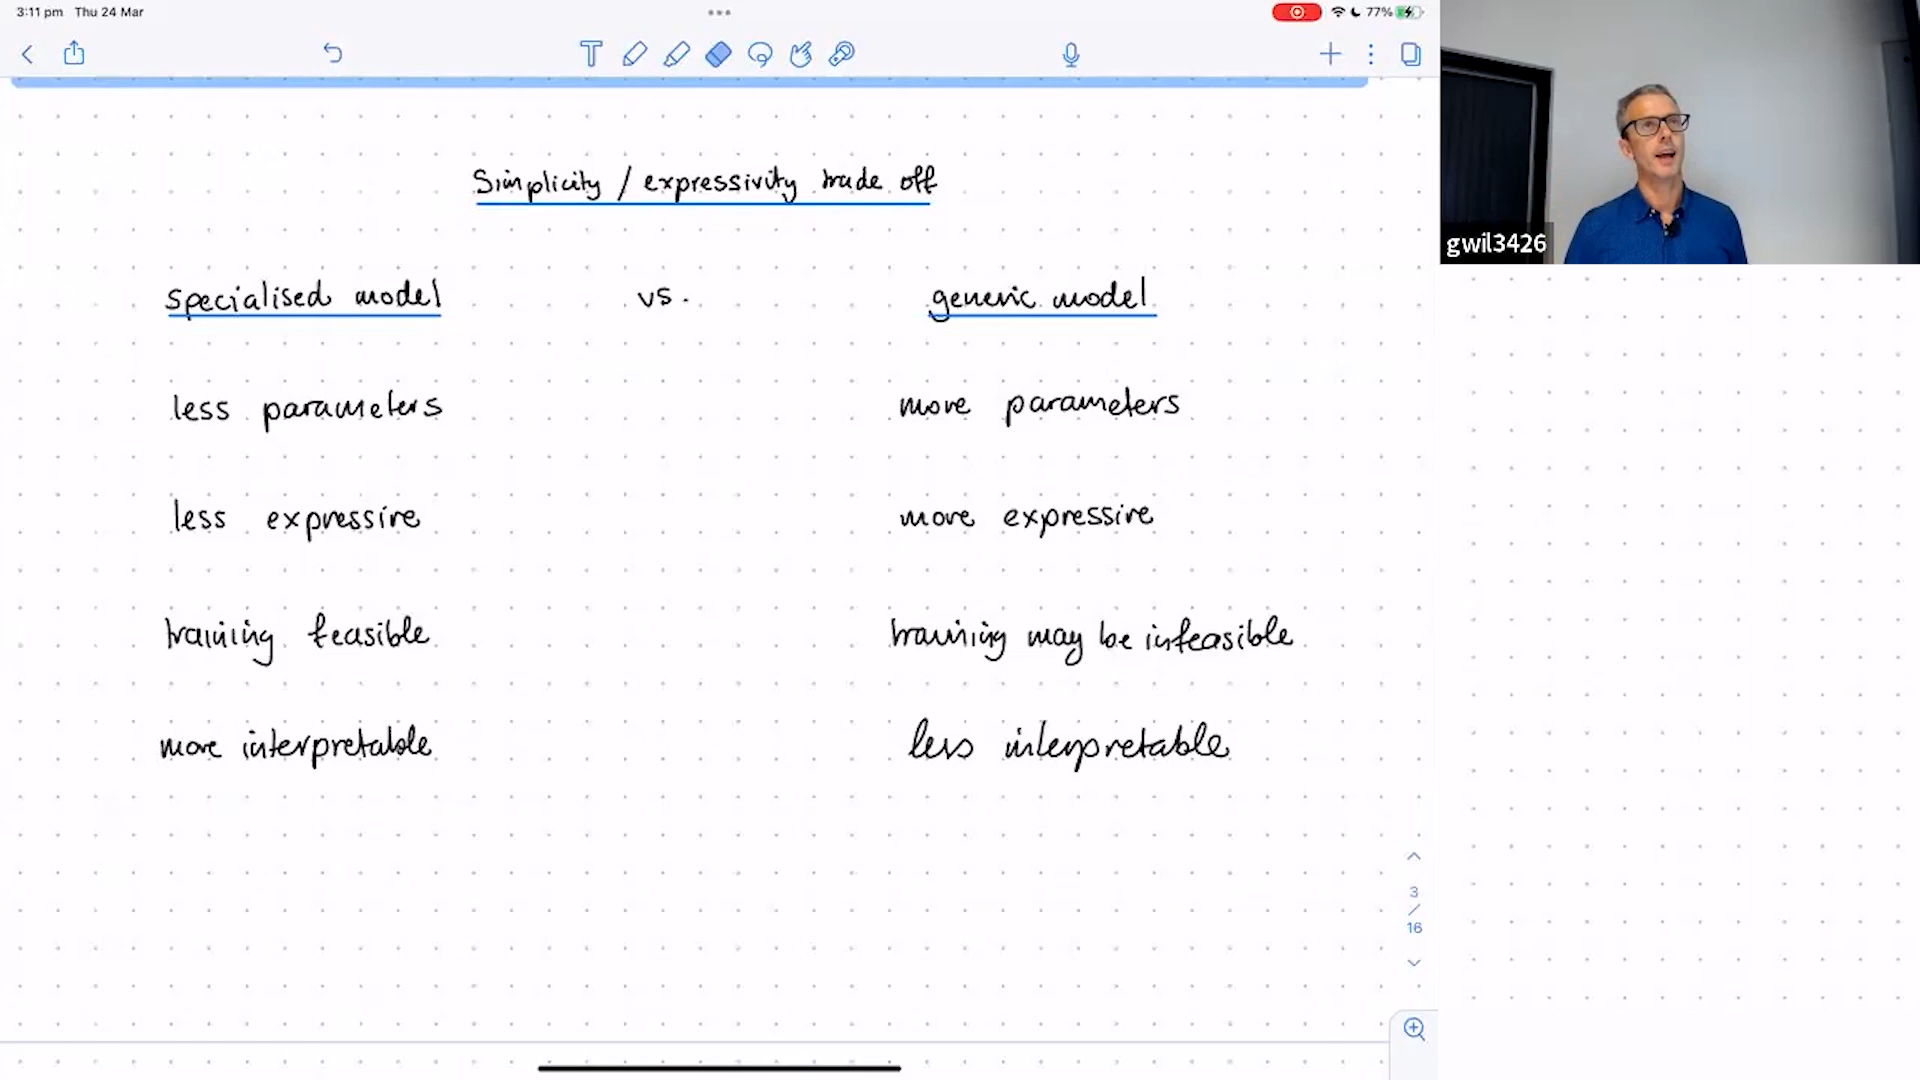 3:11 pm Thu 24 Mar
77%
gwil3426
Simplicity / expressivity trade off
specialised model vs. generic model
less parameters more parameters
less expressive more expressive
training feasible training may be infeasible
more interpretable less interpretable
3
/
16